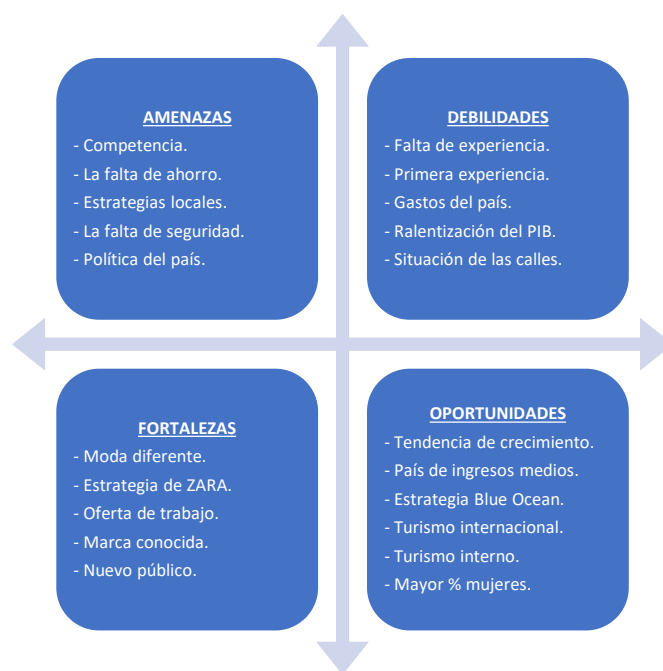 AMENAZAS
- Competencia.
- La falta de ahorro.
- Estrategias locales.
- La falta de seguridad.
- Política del país.
DEBILIDADES
- Falta de experiencia.
- Primera experiencia.
- Gastos del país.
- Ralentización del PIB.
- Situación de las calles.
FORTALEZAS
- Moda diferente.
- Estrategia de ZARA.
- Oferta de trabajo.
- Marca conocida.
- Nuevo público.
OPORTUNIDADES
- Tendencia de crecimiento.
- País de ingresos medios.
- Estrategia Blue Ocean.
- Turismo internacional.
- Turismo interno.
- Mayor % mujeres.